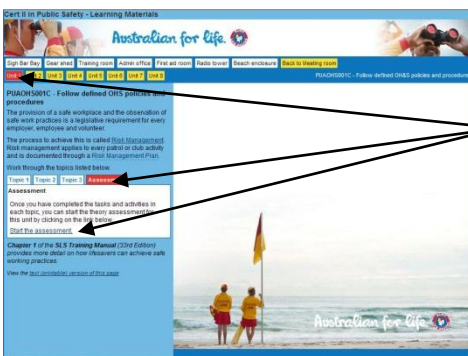 Cert II in Public Safety - Learning Materials
Australian for life.
Sigh Bar Bay Gear shed Training room Admin office First aid room Radio tower Beach enclosure Back to Meeting room
Unit 1 Unit 3 Unit 4 Unit 5 Unit 6 Unit 7 Unit 8
PUAOHS001C - Follow defined OH&S policies and procedures
PUAOHS001C - Follow defined OHS policies and
procedures
The provision of a safe workplace and the observation of
safe work practices is a legislative requirement for every
employer, employee and volunteer.
The process to achieve this is called Risk Management.
Risk management applies to every patrol or club activity
and is documented through a Risk Management Plan.
Work through the topics listed below.
Topic 1 Topic 2 Topic 3
Assessment
Once you have completed the tasks and activities in
each topic, you can start the theory assessment for
this unit by clicking on the link below.
Start the assessment.
Chapter 1 of the SLS Training Manual (33rd Edition)
provides more detail on how lifesavers can achieve safe
working practices.
View the text (printable) version of this page
Australian for life